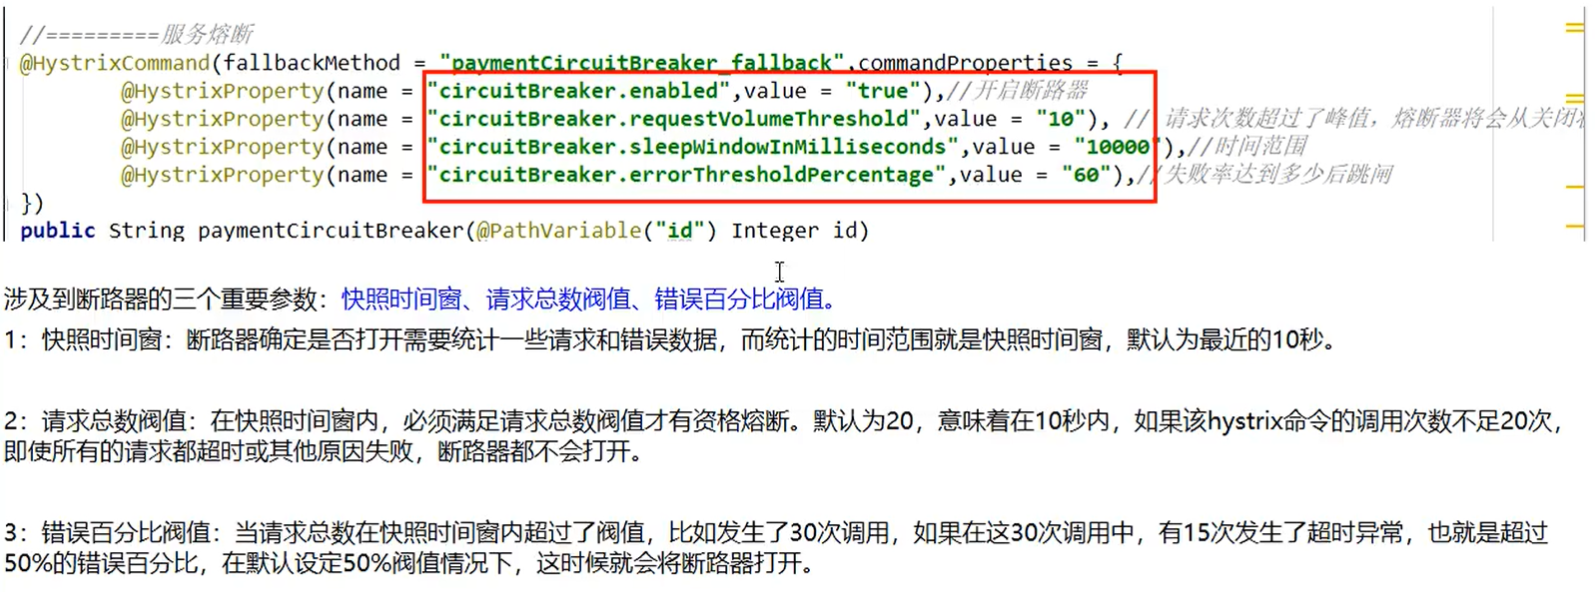 //=========服务熔断
@HystrixCommand(fallbackMethod = "paymentCircuitBreaker_fallback",commandProperties = {
@HystrixProperty(name = "circuitBreaker.enabled",value = "true"),//开启断路器
@HystrixProperty(name = "circuitBreaker.requestVolumeThreshold",value = "10"), // 请求次数超过了峰值，熔断器将会从关闭
@HystrixProperty(name = "circuitBreaker.sleepWindowInMilliseconds",value = "10000"),//时间范围
@HystrixProperty(name = "circuitBreaker.errorThresholdPercentage",value = "60"),//失败率达到多少后跳闸
})
public String paymentCircuitBreaker(@PathVariable("id") Integer id)
涉及到断路器的三个重要参数：快照时间窗、请求总数阀值、错误百分比阀值。
1：快照时间窗：断路器确定是否打开需要统计一些请求和错误数据，而统计的时间范围就是快照时间窗，默认为最近的10秒。
2：请求总数阀值：在快照时间窗内，必须满足请求总数阀值才有资格熔断。默认为20，意味着在10秒内，如果该hystrix命令的调用次数不足20次，
即使所有的请求都超时或其他原因失败，断路器都不会打开。
3：错误百分比阀值：当请求总数在快照时间窗内超过了阀值，比如发生了30次调用，如果在这30次调用中，有15次发生了超时异常，也就是超过
50%的错误百分比，在默认设定50%阀值情况下，这时候就会将断路器打开。